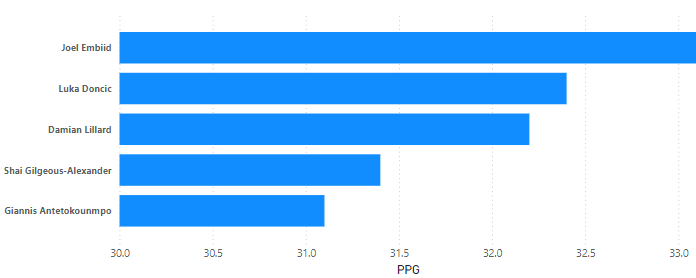 Joel Embiid
Luka Doncic
Damian Lillard
Shai Gilgeous-Alexander
Giannis Antetokounmpo
30.0 30.5 31.0 31.5 32.0 32.5 33.0
PPG